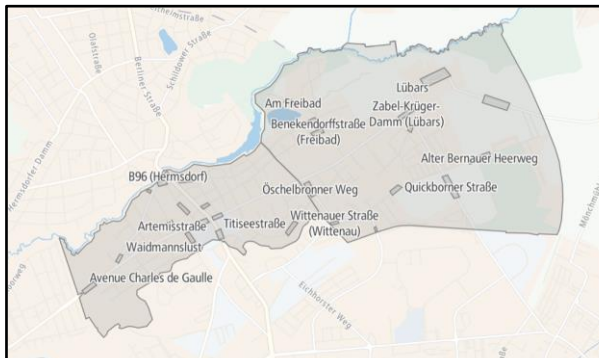 Olafstraße
Berliner Straße
Schildower Straße
Hermsdorfer Damm
Lübars
Am Freibad
Zabel-Krüger-
Damm (Lübars)
Benekendorffstraße
(Freibad)
Alter Bernauer Heerweg
B96 (Hermsdorf)
Öschelbronner Weg
Quickborner Straße
Artemisstraße
Titiseestraße
Wittenauer Straße
(Wittenau)
Waidmannslust
Avenue Charles de Gaulle
Eichhorster Weg